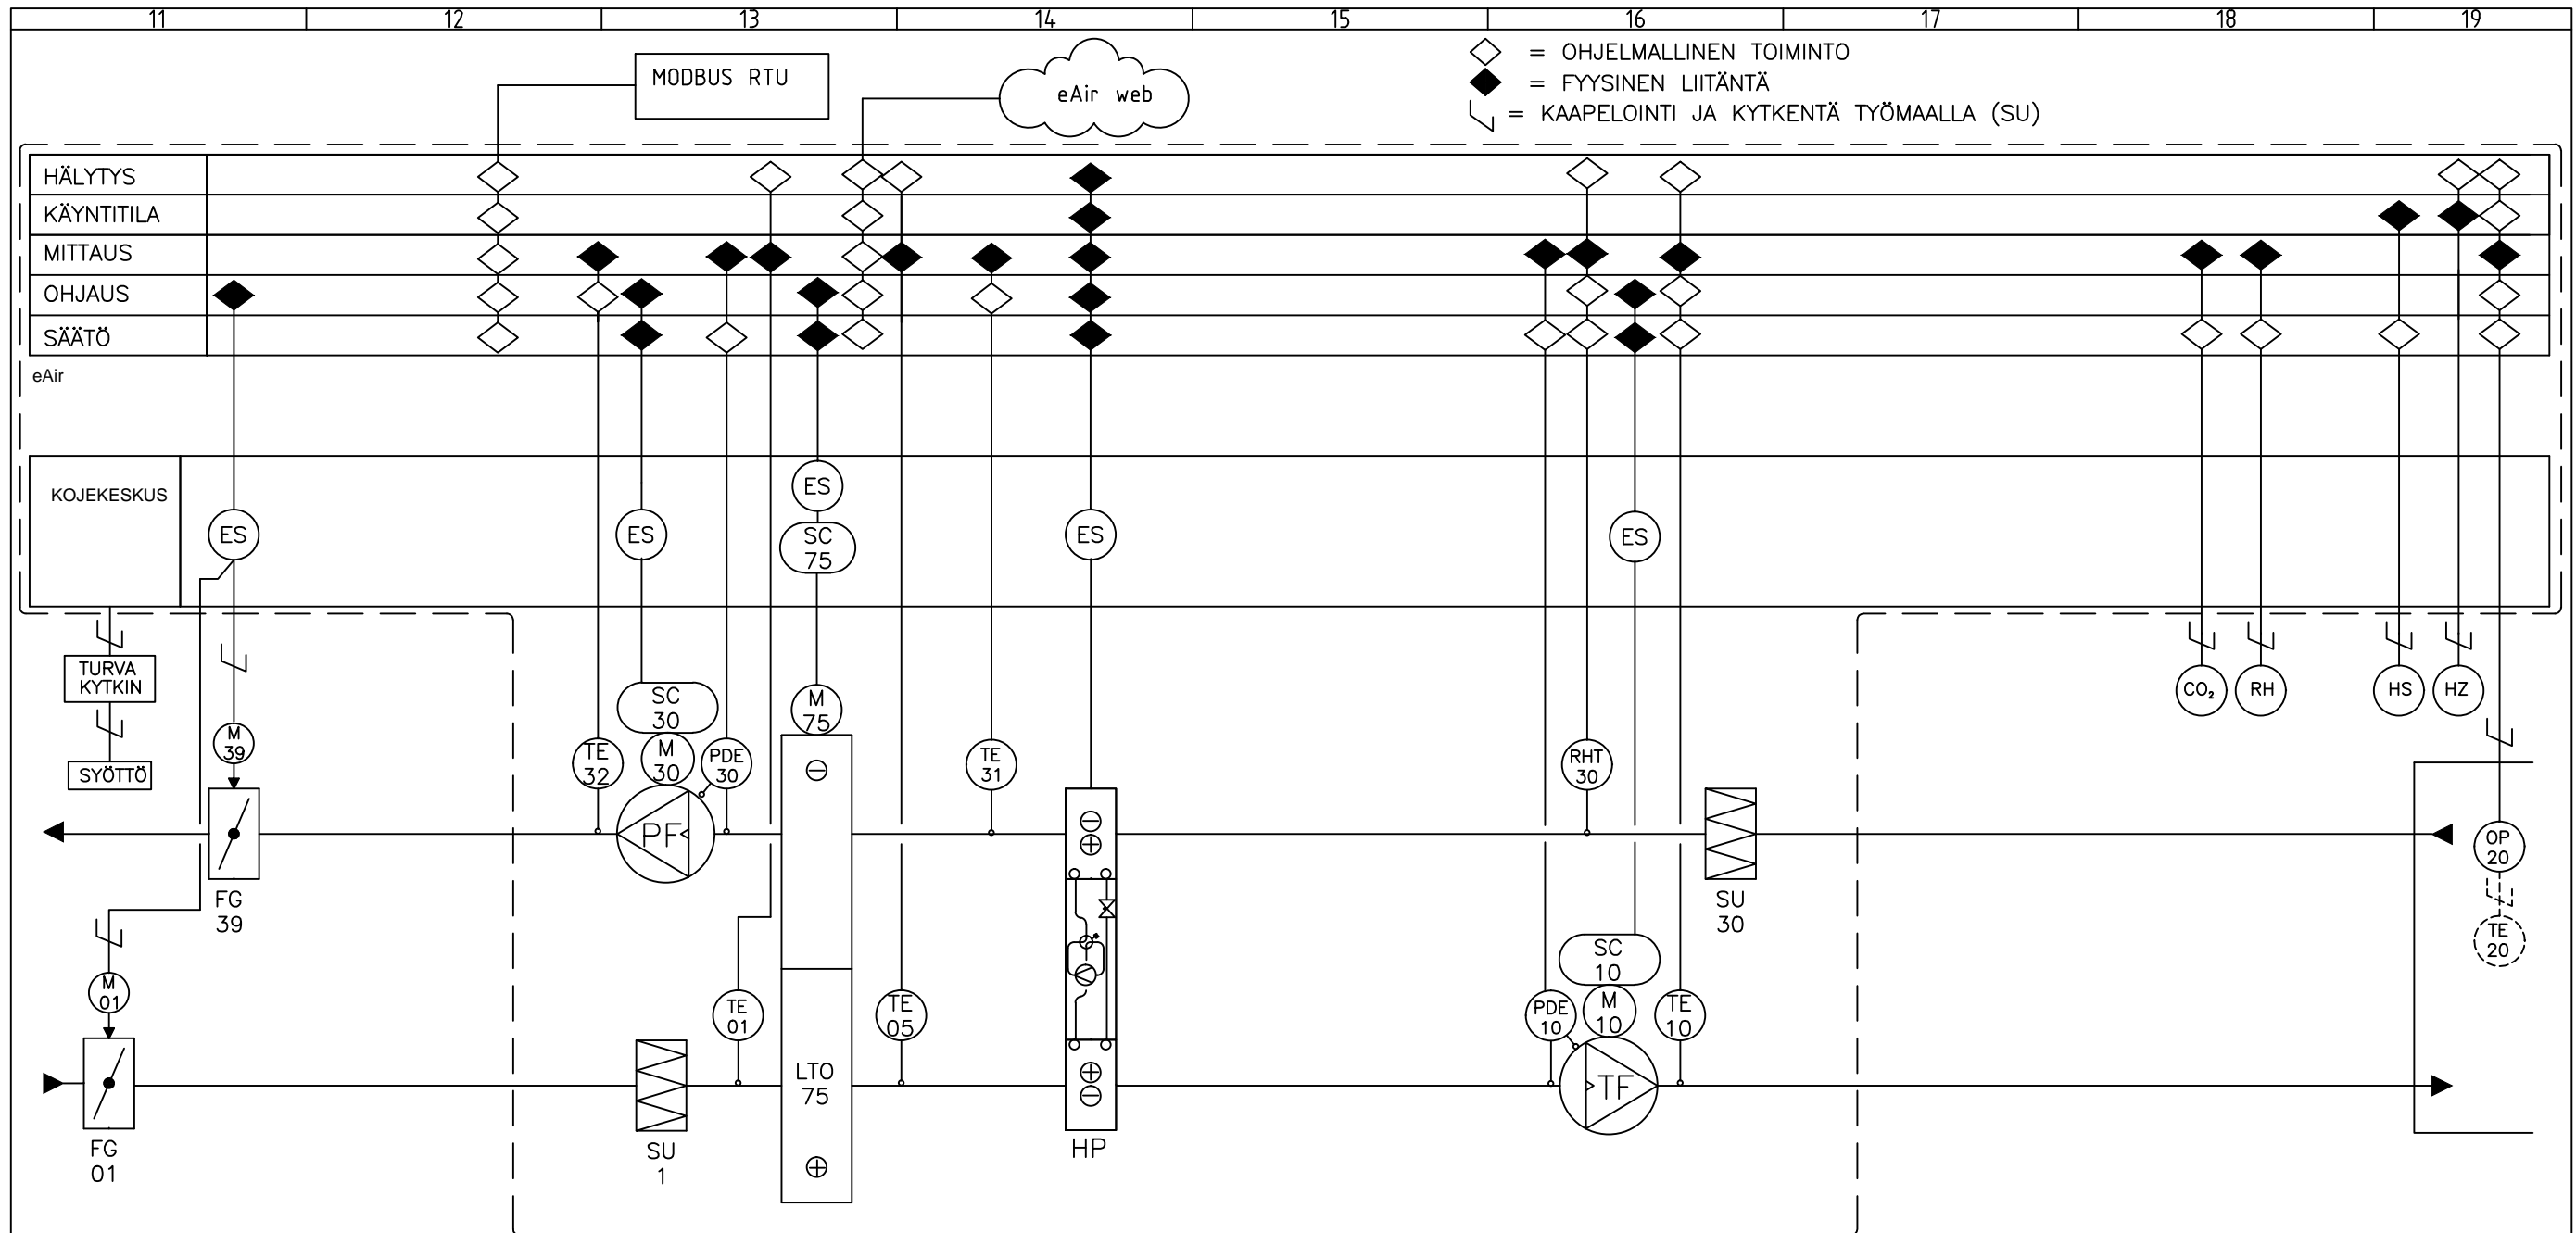 11 12 13 14 15 16 17 18 19
MODBUS RTU
eAir web
= OHJELMALLINEN TOIMINTO
= FYYSINEN LIITÄNTÄ
= KAAPELOINTI JA KYTKENTÄ TYÖMAALLA (SU)
HÄLYTYS
KÄYNTITILA
MITTAUS
OHJAUS
SÄÄTÖ
eAir
KOJEKESKUS
ES
ES
ES
SC
75
ES
ES
TURVA
KYTKIN
SYÖTTÖ
M
39
TE
32
SC
30
M
30
PDE
30
M
75
TE
31
RHT
30
CO₂
RH
HS
HZ
PF
FG
39
SU
30
OP
20
TE
20
M
01
TE
01
TE
05
SC
10
PDE
10
M
10
TE
10
LTO
75
TF
FG
01
SU
1
HP